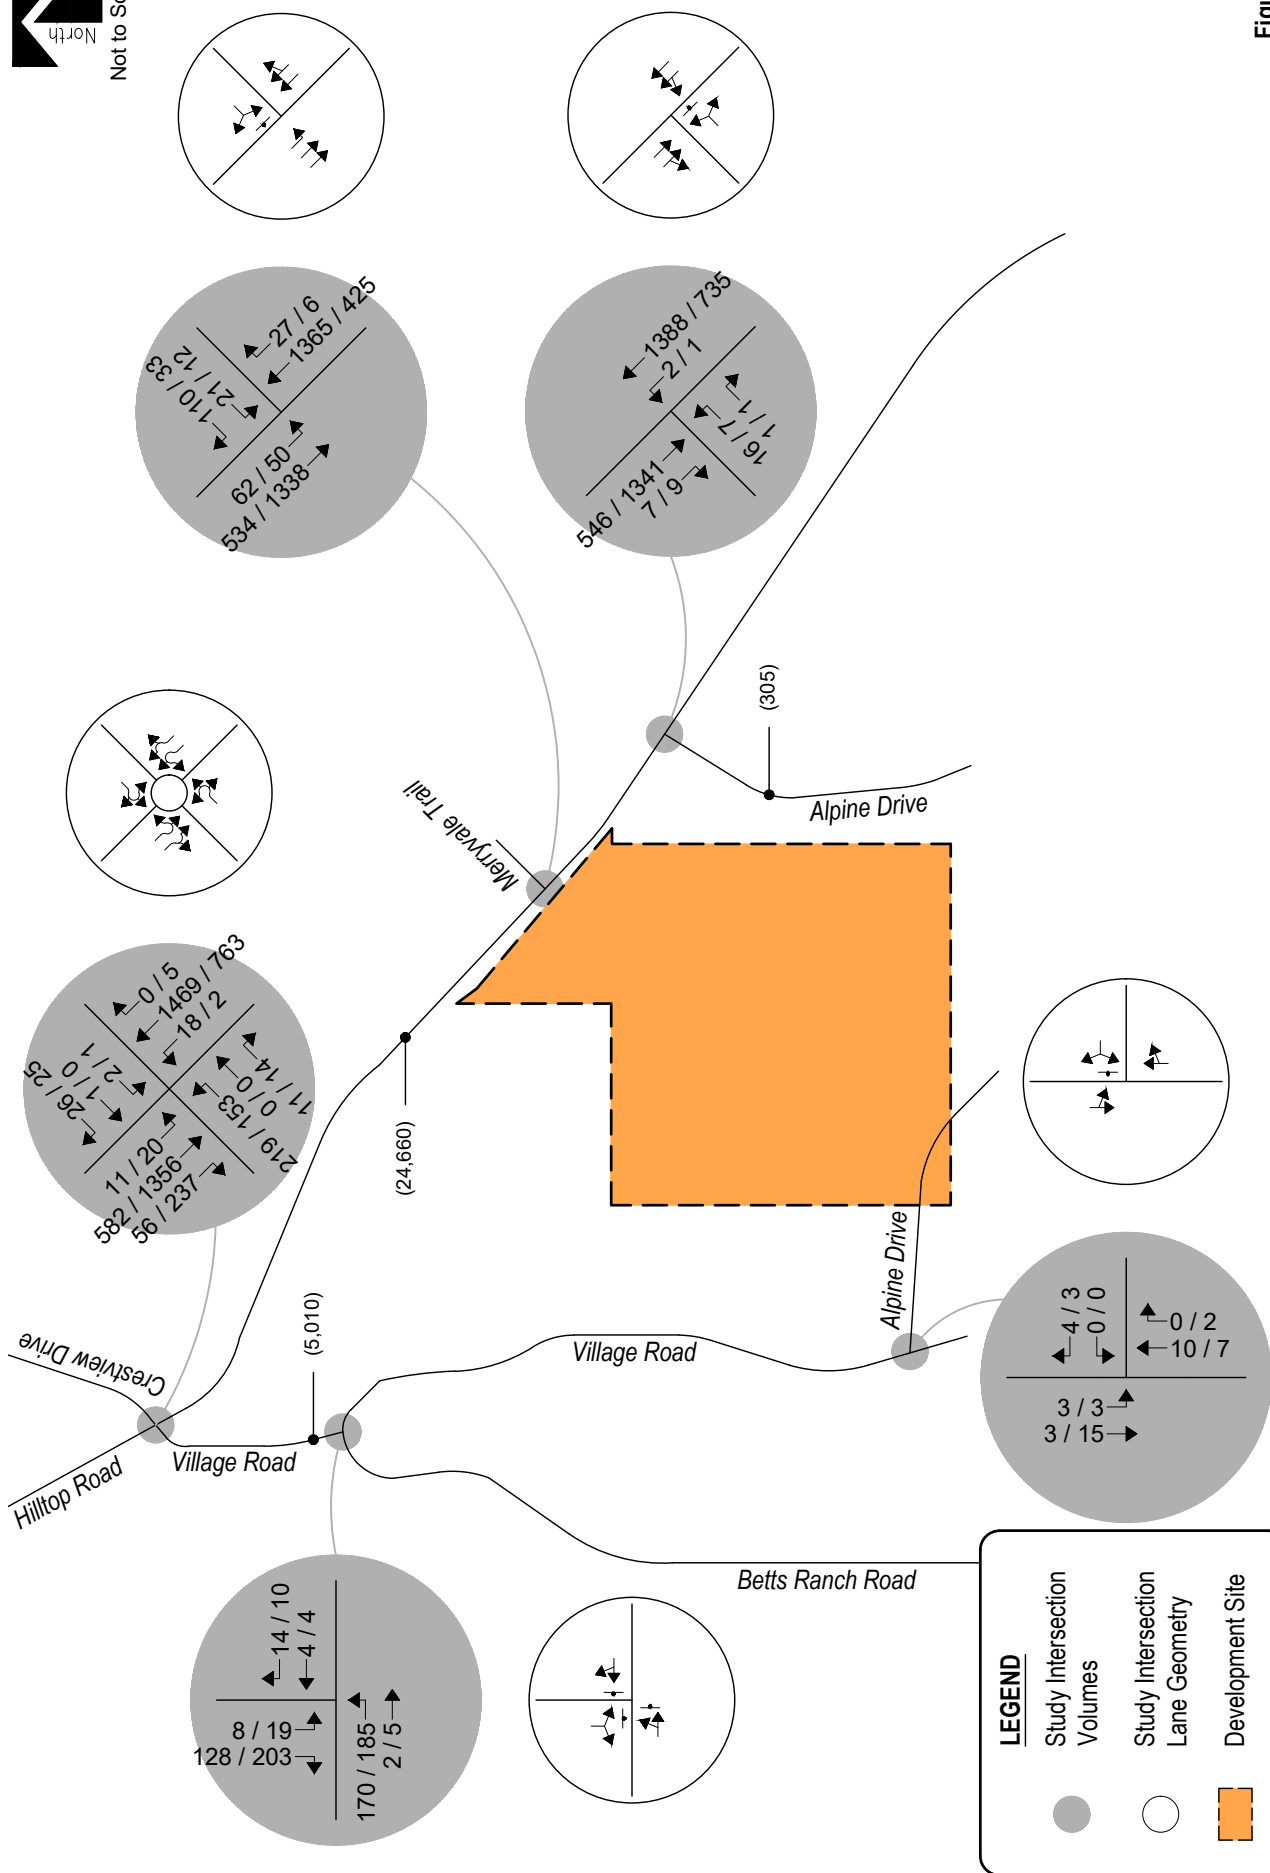 North
Not to Sc
Figu
27 / 6
1365 / 425
110 / 33
21 / 12
62 / 50
534 / 1338
1388 / 735
2 / 1
546 / 1341
7 / 9
16 / 7
1 / 1
(305)
Alpine Drive
Merryvale Trail
0 / 5
1469 / 763
18 / 2
26 / 25
1 / 0
2 / 1
11 / 20
582 / 1356
56 / 237
219 / 153
0 / 0
11 / 14
(24,660)
Crestview Drive
Hilltop Road
(5,010)
Village Road
Village Road
Alpine Drive
4 / 3
0 / 0
0 / 2
10 / 7
3 / 3
3 / 15
Betts Ranch Road
14 / 10
4 / 4
8 / 19
128 / 203
170 / 185
2 / 5
LEGEND
Study Intersection
Volumes
Study Intersection
Lane Geometry
Development Site